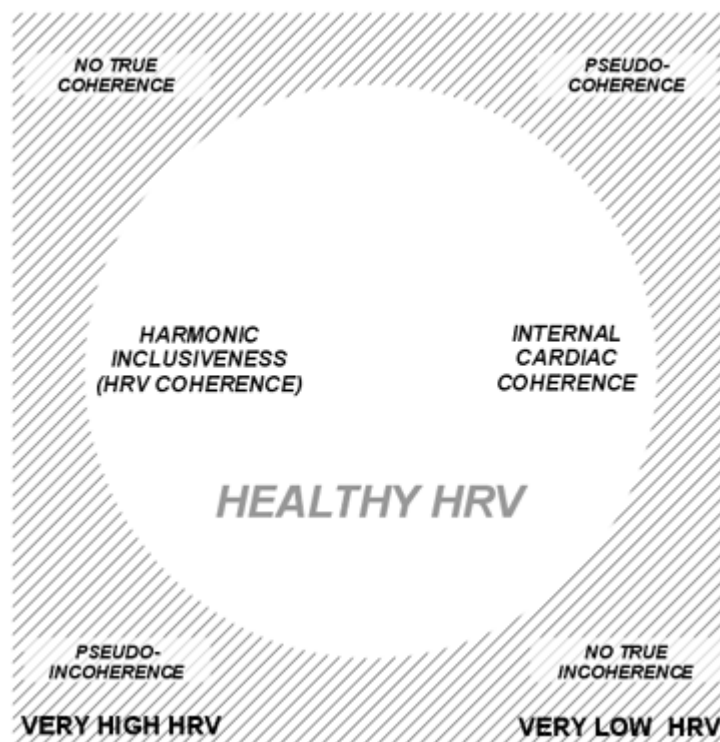 NO TRUE
COHERENCE
PSEUDO-
COHERENCE
HARMONIC
INCLUSIVENESS
(HRV COHERENCE)
INTERNAL
CARDIAC
COHERENCE
HEALTHY HRV
PSEUDO-
INCOHERENCE
NO TRUE
INCOHERENCE
VERY HIGH HRV
VERY LOW HRV